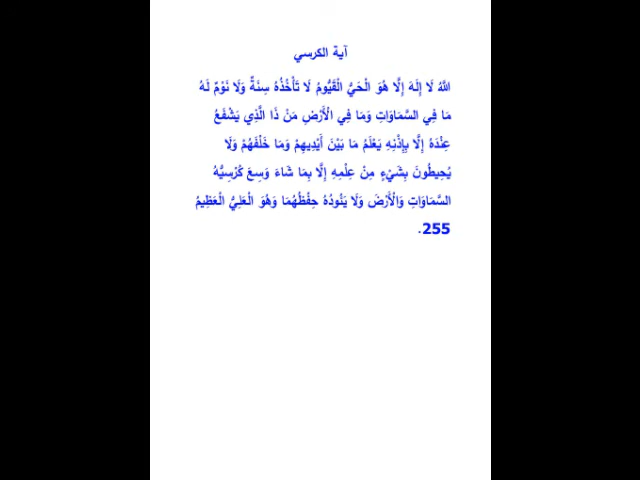 آية الكرسي
اللَّهُ لَا إِلَهَ إِلَّا هُوَ الْحَيُّ الْقَيُّومُ لَا تَأْخُذُهُ سِنَةٌ وَلَا نَوْمٌ لَهُ
مَا فِي السَّمَاوَاتِ وَمَا فِي الْأَرْضِ مَنْ ذَا الَّذِي يَشْفَعُ
عِنْدَهُ إِلَّا بِإِذْنِهِ يَعْلَمُ مَا بَيْنَ أَيْدِيهِمْ وَمَا خَلْفَهُمْ وَلَا
يُحِيطُونَ بِشَيْءٍ مِنْ عِلْمِهِ إِلَّا بِمَا شَاءَ وَسِعَ كُرْسِيُّهُ
السَّمَاوَاتِ وَالْأَرْضَ وَلَا يَئُودُهُ حِفْظُهُمَا وَهُوَ الْعَلِيُّ الْعَظِيمُ
255.